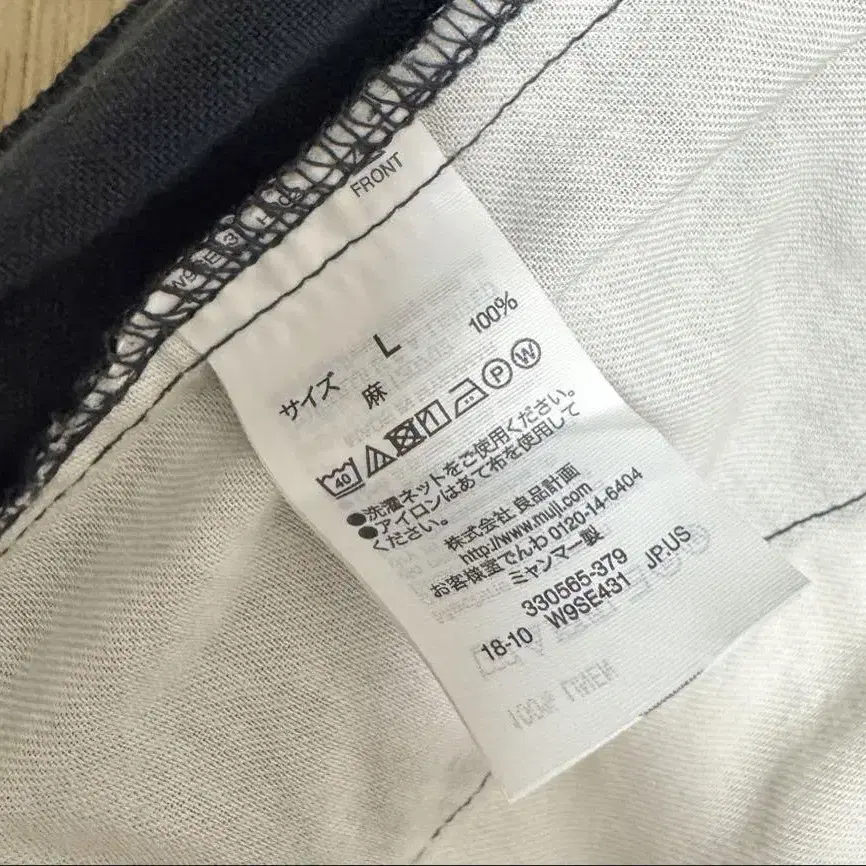 FRONT
サイズ L
麻 100%
40 P W
●洗濯ネットをご使用ください。
●アイロンはあて布を使用して
ください。
株式会社 良品計画
http://www.muji.com
お客様室でんわ 0120-14-6404
ミャンマー製
330565-379
18-10 W9SE431 JP.US
100% LINEN